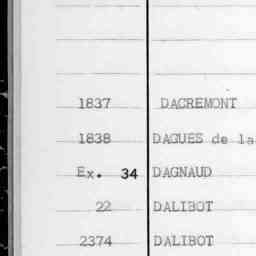 1837 DACREMONT
1838 DAGUES de la
Ex. 34 DAGNAUD
22 DALIBOT
2374 DALIBOT